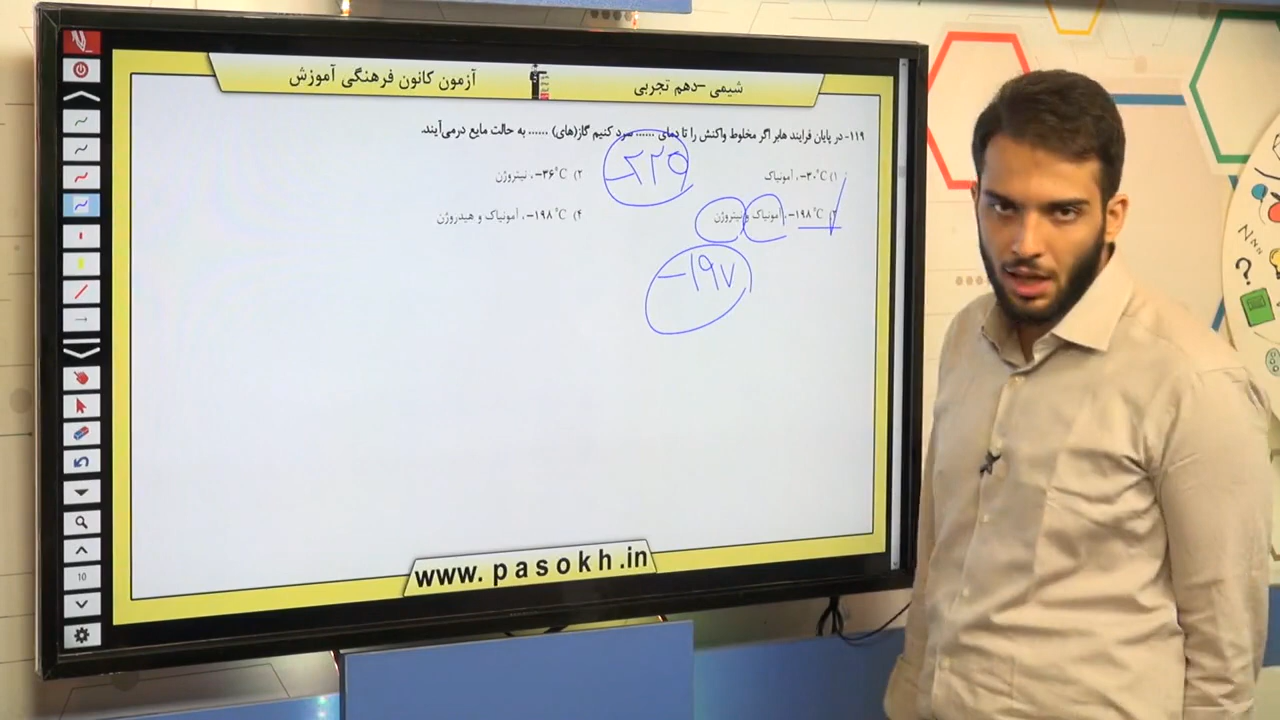 شیمی -دهم تجربی
آزمون کانون فرهنگی آموزش
۱۱۹- در پایان فرایند هابر اگر مخلوط واکنش را تا دمای ...... سرد کنیم گاز(های) ...... به حالت مایع درمی‌آیند.
۱) ۳۰°C-، آمونیاک
۲) ۳۶°C-، نیتروژن
-۲۲۵
۳) ۱۹۸°C-، آمونیاک و نیتروژن
۴) ۱۹۸°C-، آمونیاک و هیدروژن
-۱۹۷
www.pasokh.in
10